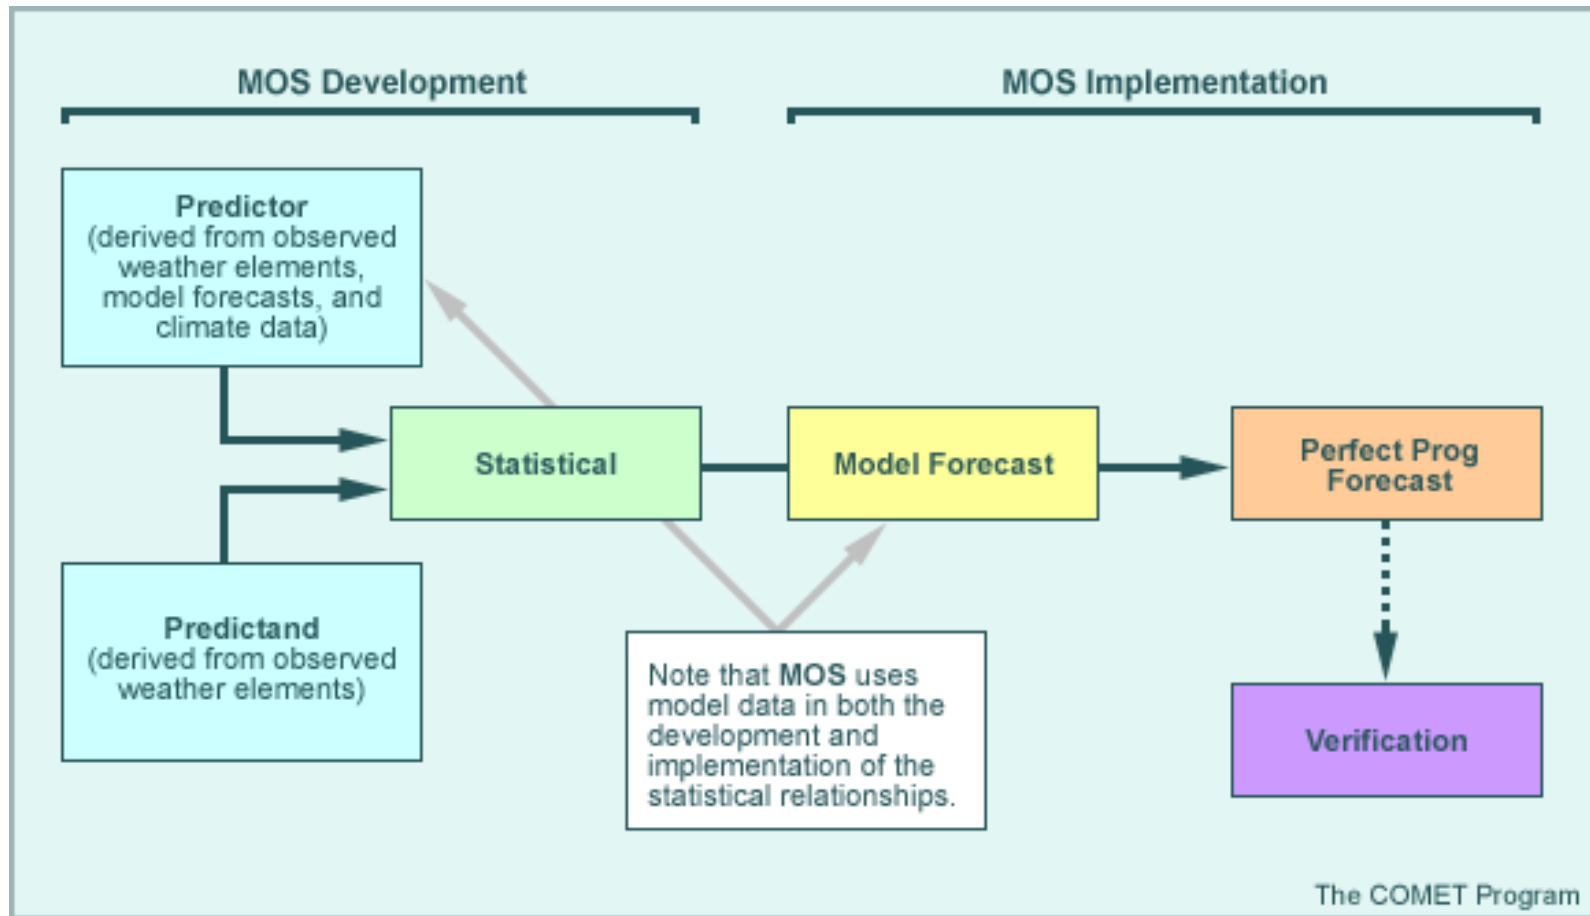 MOS Development
MOS Implementation
Predictor
(derived from observed
weather elements,
model forecasts, and
climate data)
Statistical
Model Forecast
Perfect Prog
Forecast
Predictand
(derived from observed
weather elements)
Note that MOS uses
model data in both the
development and
implementation of the
statistical relationships.
Verification
The COMET Program